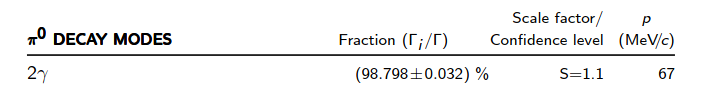 Scale factor/ p
π⁰ DECAY MODES Fraction (Γᵢ/Γ) Confidence level (MeV/c)
2γ (98.798±0.032) % S=1.1 67